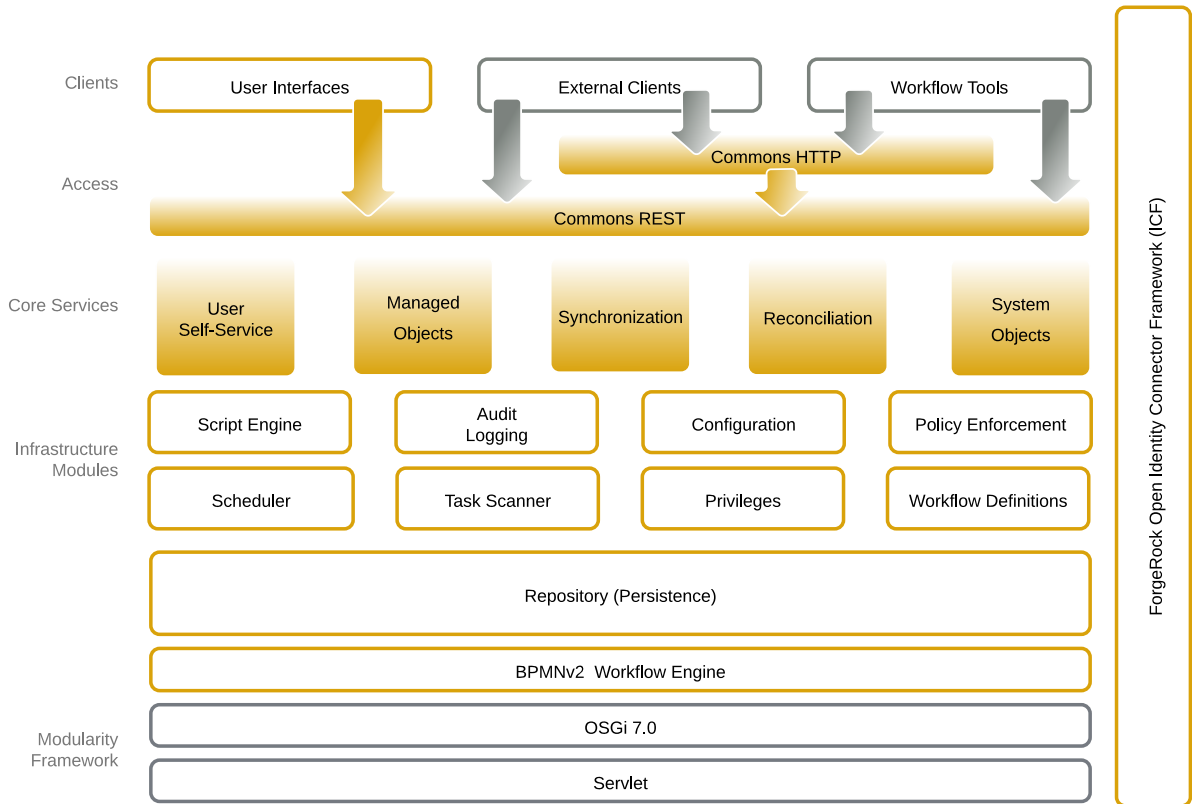 Clients
User Interfaces
External Clients
Workflow Tools
Access
Commons HTTP
Commons REST
Core Services
User
Self-Service
Managed
Objects
Synchronization
Reconciliation
System
Objects
Infrastructure
Modules
Script Engine
Audit
Logging
Configuration
Policy Enforcement
Scheduler
Task Scanner
Privileges
Workflow Definitions
Repository (Persistence)
BPMNv2 Workflow Engine
Modularity
Framework
OSGi 7.0
Servlet
ForgeRock Open Identity Connector Framework (ICF)